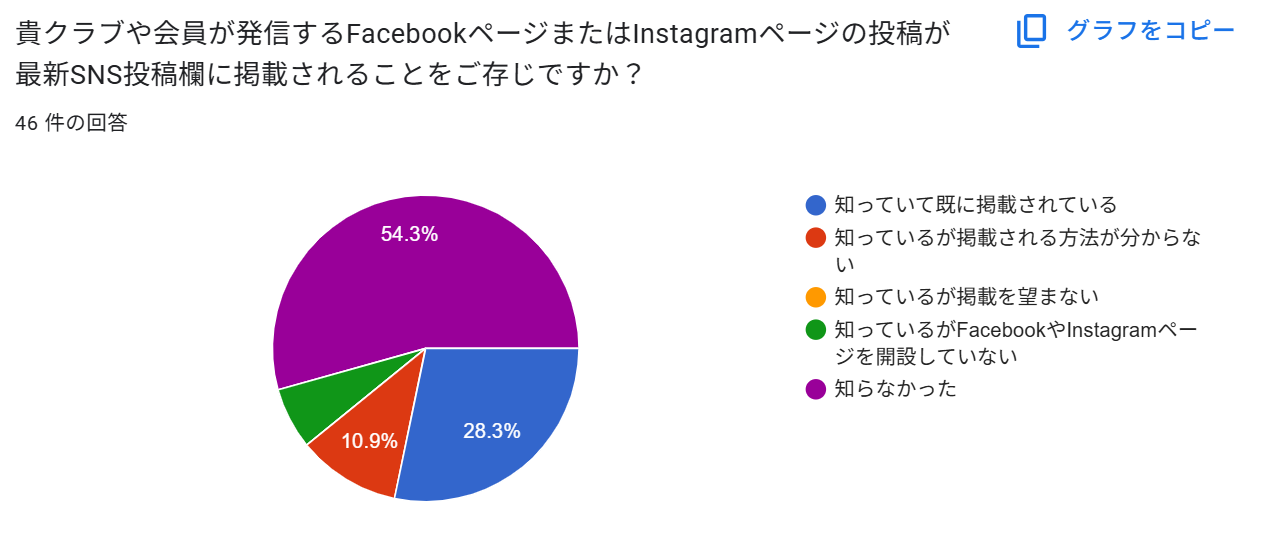 貴クラブや会員が発信するFacebookページまたはInstagramページの投稿が
最新SNS投稿欄に掲載されることをご存じですか？
グラフをコピー
46 件の回答
54.3%
28.3%
10.9%
知っていて既に掲載されている
知っているが掲載される方法が分からな
い
知っているが掲載を望まない
知っているがFacebookやInstagramペー
ジを開設していない
知らなかった